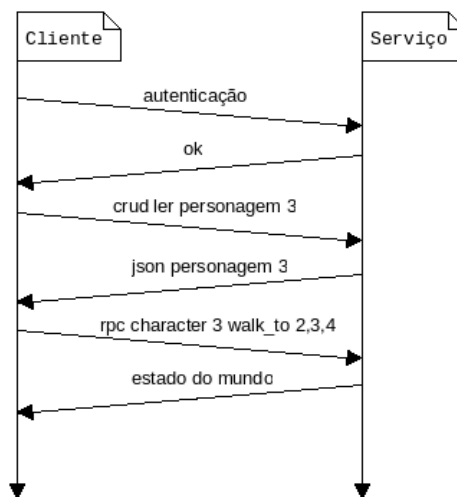 Cliente
Serviço
autenticação
ok
crud ler personagem 3
json personagem 3
rpc character 3 walk_to 2,3,4
estado do mundo